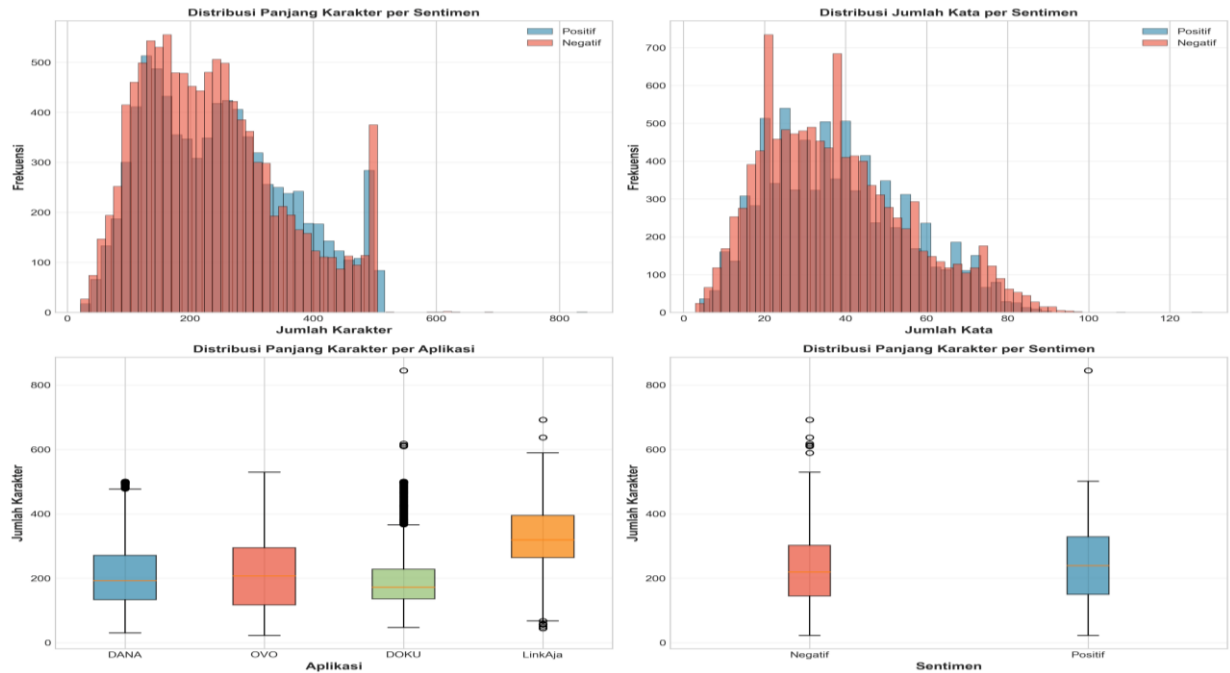 Distribusi Panjang Karakter per Sentimen
Positif
Negatif
Frekuensi
500
400
300
200
100
0
0
200
400
600
800
Jumlah Karakter
Distribusi Jumlah Kata per Sentimen
Positif
Negatif
Frekuensi
700
600
500
400
300
200
100
0
0
20
40
60
80
100
120
Jumlah Kata
Distribusi Panjang Karakter per Aplikasi
Jumlah Karakter
800
600
400
200
0
DANA
OVO
DOKU
LinkAja
Aplikasi
Distribusi Panjang Karakter per Sentimen
Jumlah Karakter
800
600
400
200
0
Negatif
Positif
Sentimen